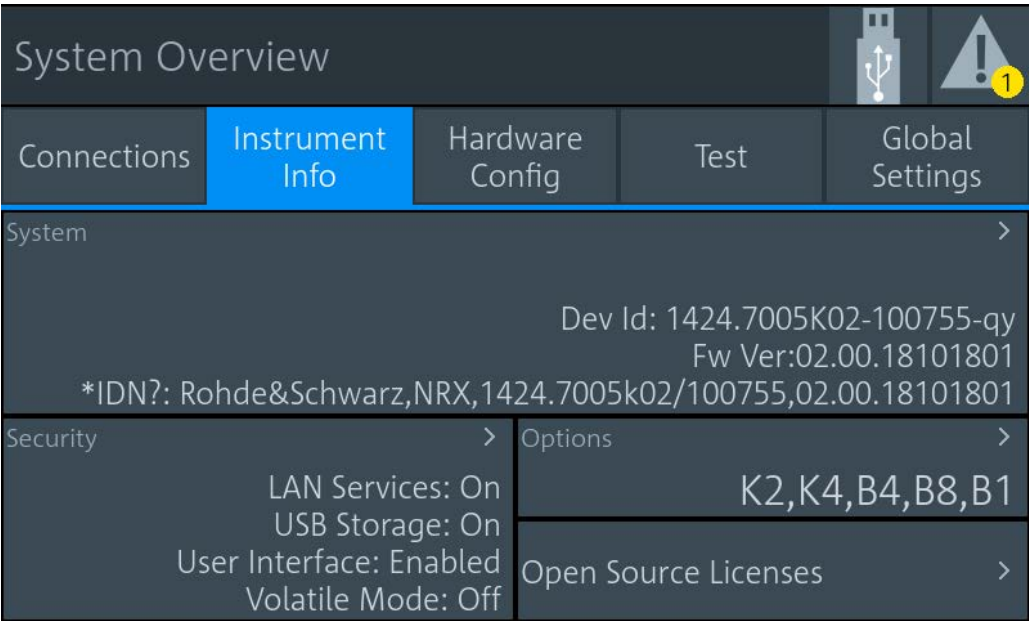 System Overview
1
Connections
Instrument
Info
Hardware
Config
Test
Global
Settings
System
Dev Id: 1424.7005K02-100755-qy
Fw Ver:02.00.18101801
*IDN?: Rohde&Schwarz,NRX,1424.7005k02/100755,02.00.18101801
Security
LAN Services: On
USB Storage: On
User Interface: Enabled
Volatile Mode: Off
Options
K2,K4,B4,B8,B1
Open Source Licenses